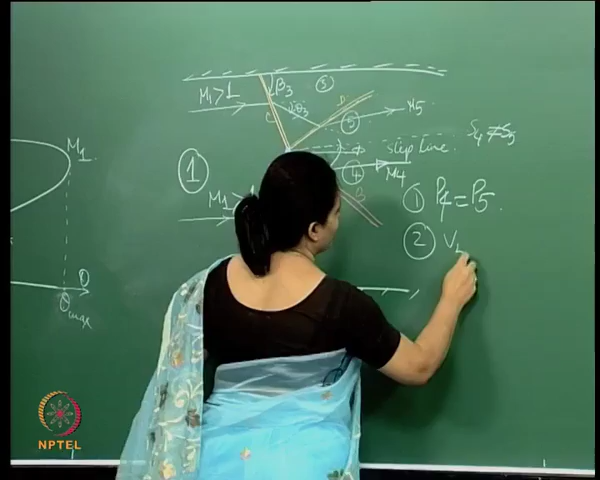 M1
θ
θmax
M1>1
β3
θ3
3
C
D
5
M5
slip line.
S4 ≠ S5
1
4
M4
M1
B
1 P4=P5.
2 V4
NPTEL